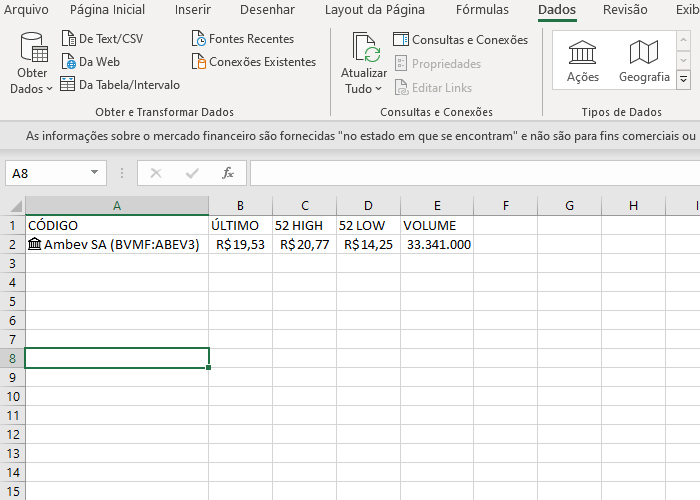 Arquivo Página Inicial Inserir Desenhar Layout da Página Fórmulas Dados Revisão Exib
De Text/CSV Fontes Recentes Consultas e Conexões
Obter Dados Da Web Conexões Existentes Atualizar Tudo Propriedades Ações Geografia
Da Tabela/Intervalo Editar Links
Obter e Transformar Dados Consultas e Conexões Tipos de Dados
As informações sobre o mercado financeiro são fornecidas "no estado em que se encontram" e não são para fins comerciais ou
A8 fx
A B C D E F G H I
1 CÓDIGO ÚLTIMO 52 HIGH 52 LOW VOLUME
2 Ambev SA (BVMF:ABEV3) R$19,53 R$20,77 R$14,25 33.341.000
3
4
5
6
7
8
9
10
11
12
13
14
15